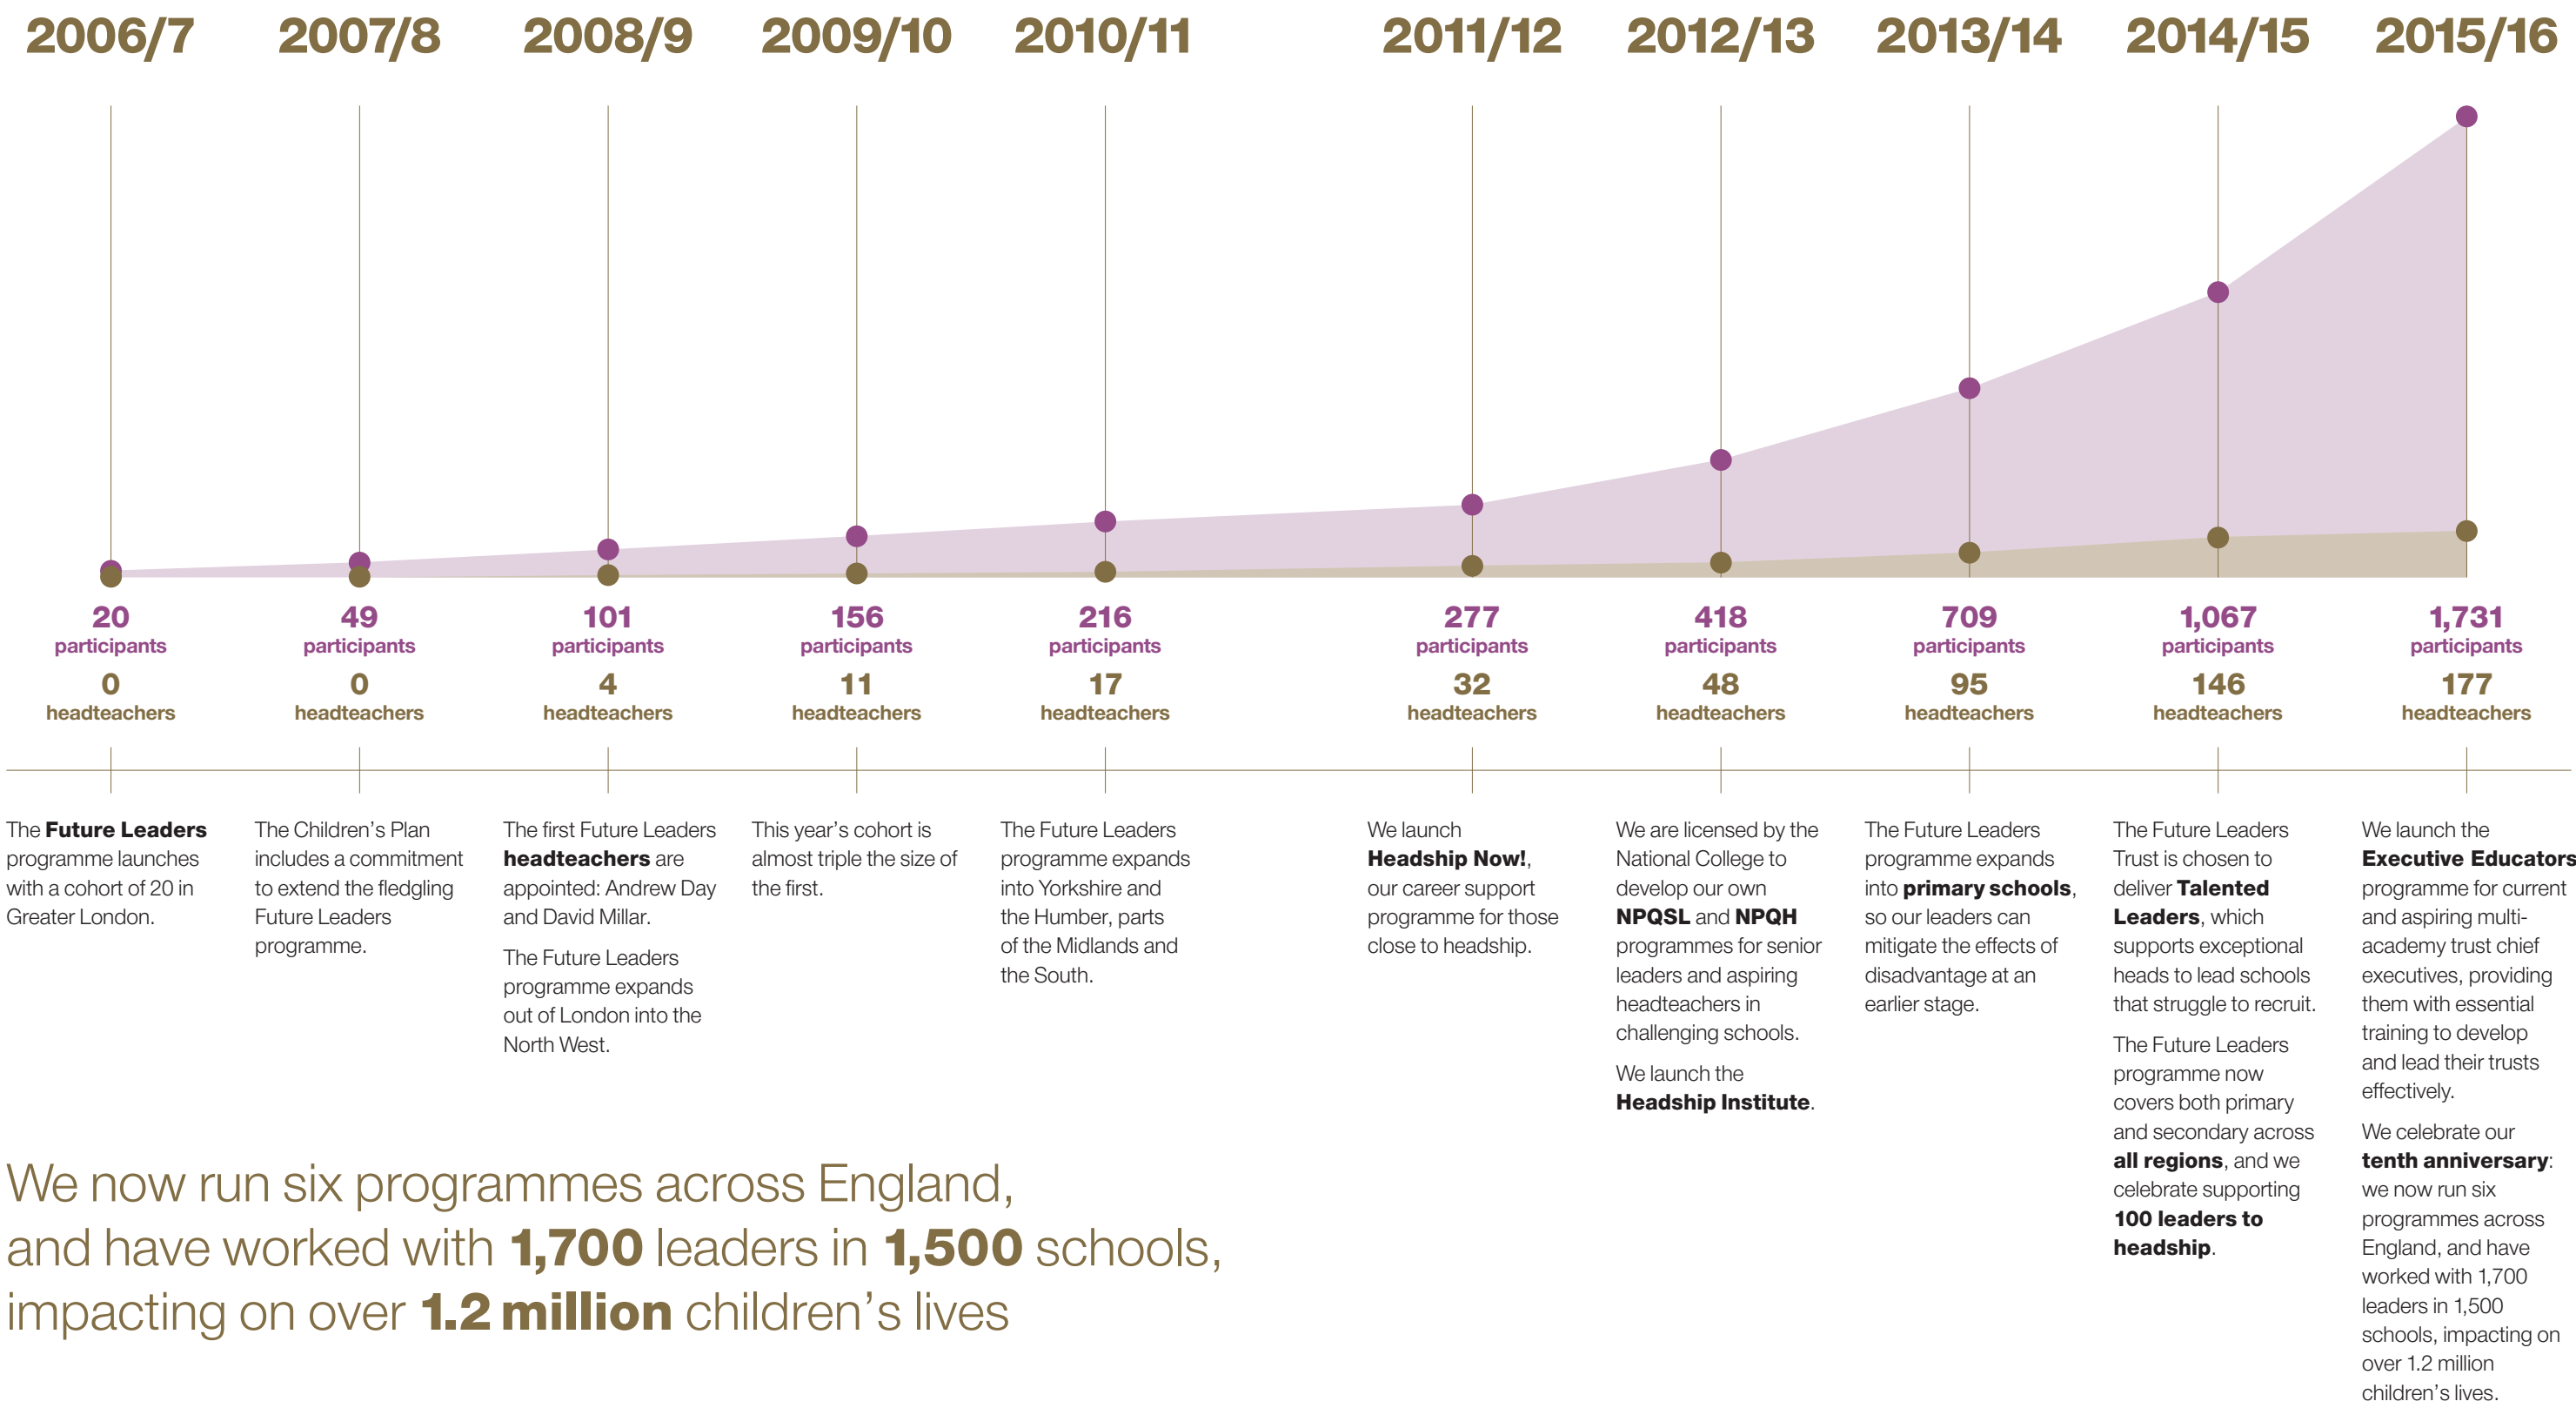 2006/7
2007/8
2008/9
2009/10
2010/11
2011/12
2012/13
2013/14
2014/15
2015/16
20
participants
0
headteachers
49
participants
0
headteachers
101
participants
4
headteachers
156
participants
11
headteachers
216
participants
17
headteachers
277
participants
32
headteachers
418
participants
48
headteachers
709
participants
95
headteachers
1,067
participants
146
headteachers
1,731
participants
177
headteachers
The Future Leaders
programme launches
with a cohort of 20 in
Greater London.
The Children’s Plan
includes a commitment
to extend the fledgling
Future Leaders
programme.
The first Future Leaders
headteachers are
appointed: Andrew Day
and David Millar.
The Future Leaders
programme expands
out of London into the
North West.
This year’s cohort is
almost triple the size of
the first.
The Future Leaders
programme expands
into Yorkshire and
the Humber, parts
of the Midlands and
the South.
We launch
Headship Now!,
our career support
programme for those
close to headship.
We are licensed by the
National College to
develop our own
NPQSL and NPQH
programmes for senior
leaders and aspiring
headteachers in
challenging schools.
We launch the
Headship Institute.
The Future Leaders
programme expands
into primary schools,
so our leaders can
mitigate the effects of
disadvantage at an
earlier stage.
The Future Leaders
Trust is chosen to
deliver Talented
Leaders, which
supports exceptional
heads to lead schools
that struggle to recruit.
The Future Leaders
programme now
covers both primary
and secondary across
all regions, and we
celebrate supporting
100 leaders to
headship.
We launch the
Executive Educators
programme for current
and aspiring multi-
academy trust chief
executives, providing
them with essential
training to develop
and lead their trusts
effectively.
We celebrate our
tenth anniversary:
we now run six
programmes across
England, and have
worked with 1,700
leaders in 1,500
schools, impacting on
over 1.2 million
children’s lives.
We now run six programmes across England,
and have worked with 1,700 leaders in 1,500 schools,
impacting on over 1.2 million children’s lives